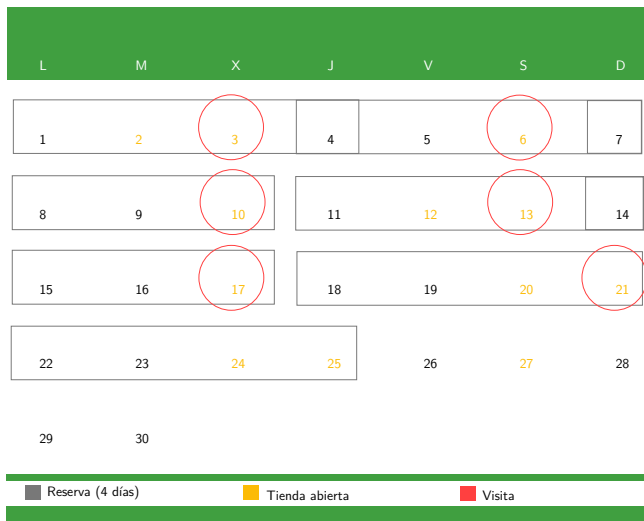 L M X J V S D
1 2 3 4 5 6 7
8 9 10 11 12 13 14
15 16 17 18 19 20 21
22 23 24 25 26 27 28
29 30
Reserva (4 días) Tienda abierta Visita